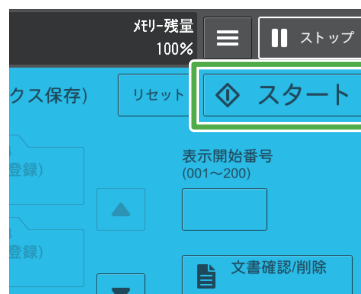 メモリー残量
100%
ストップ
クス保存)
リセット
スタート
表示開始番号
(001～200)
登録)
登録)
文書確認/削除